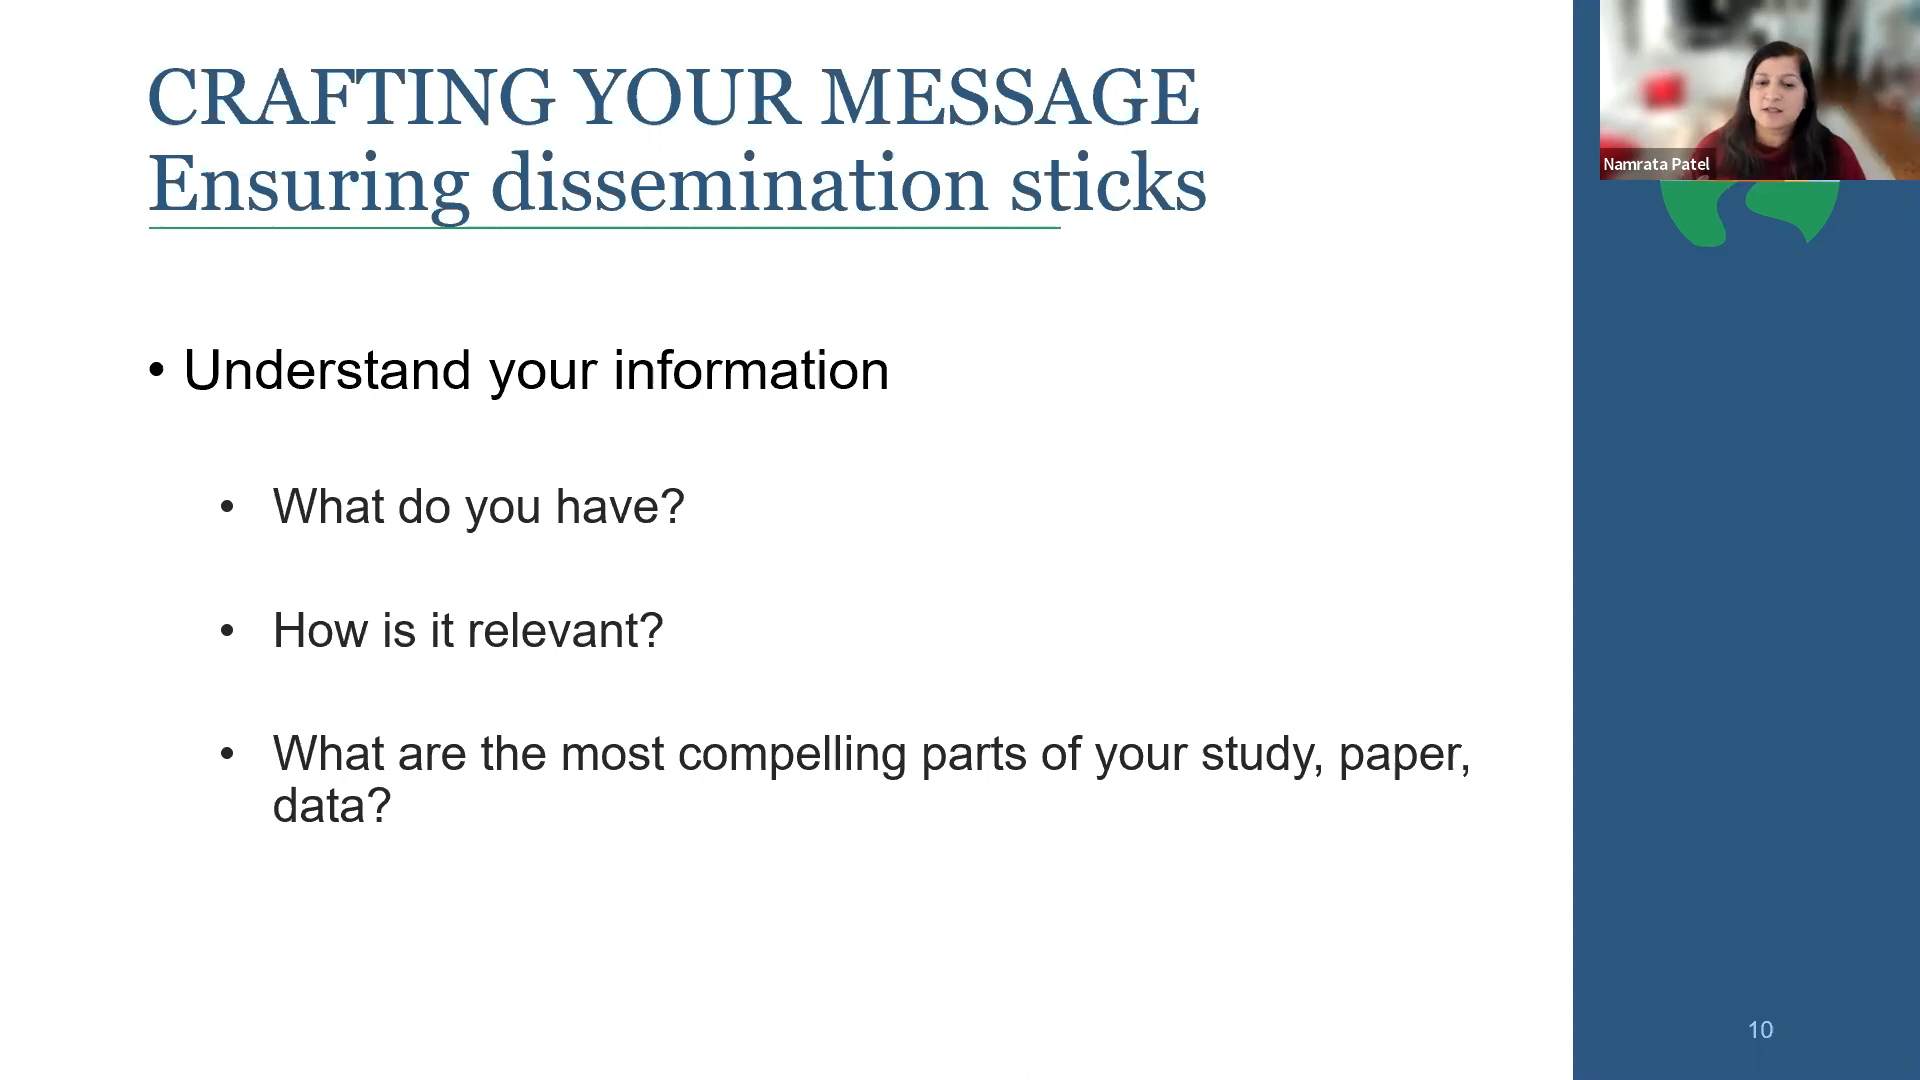 CRAFTING YOUR MESSAGE
Ensuring dissemination sticks
• Understand your information
• What do you have?
• How is it relevant?
• What are the most compelling parts of your study, paper,
data?
Namrata Patel
10